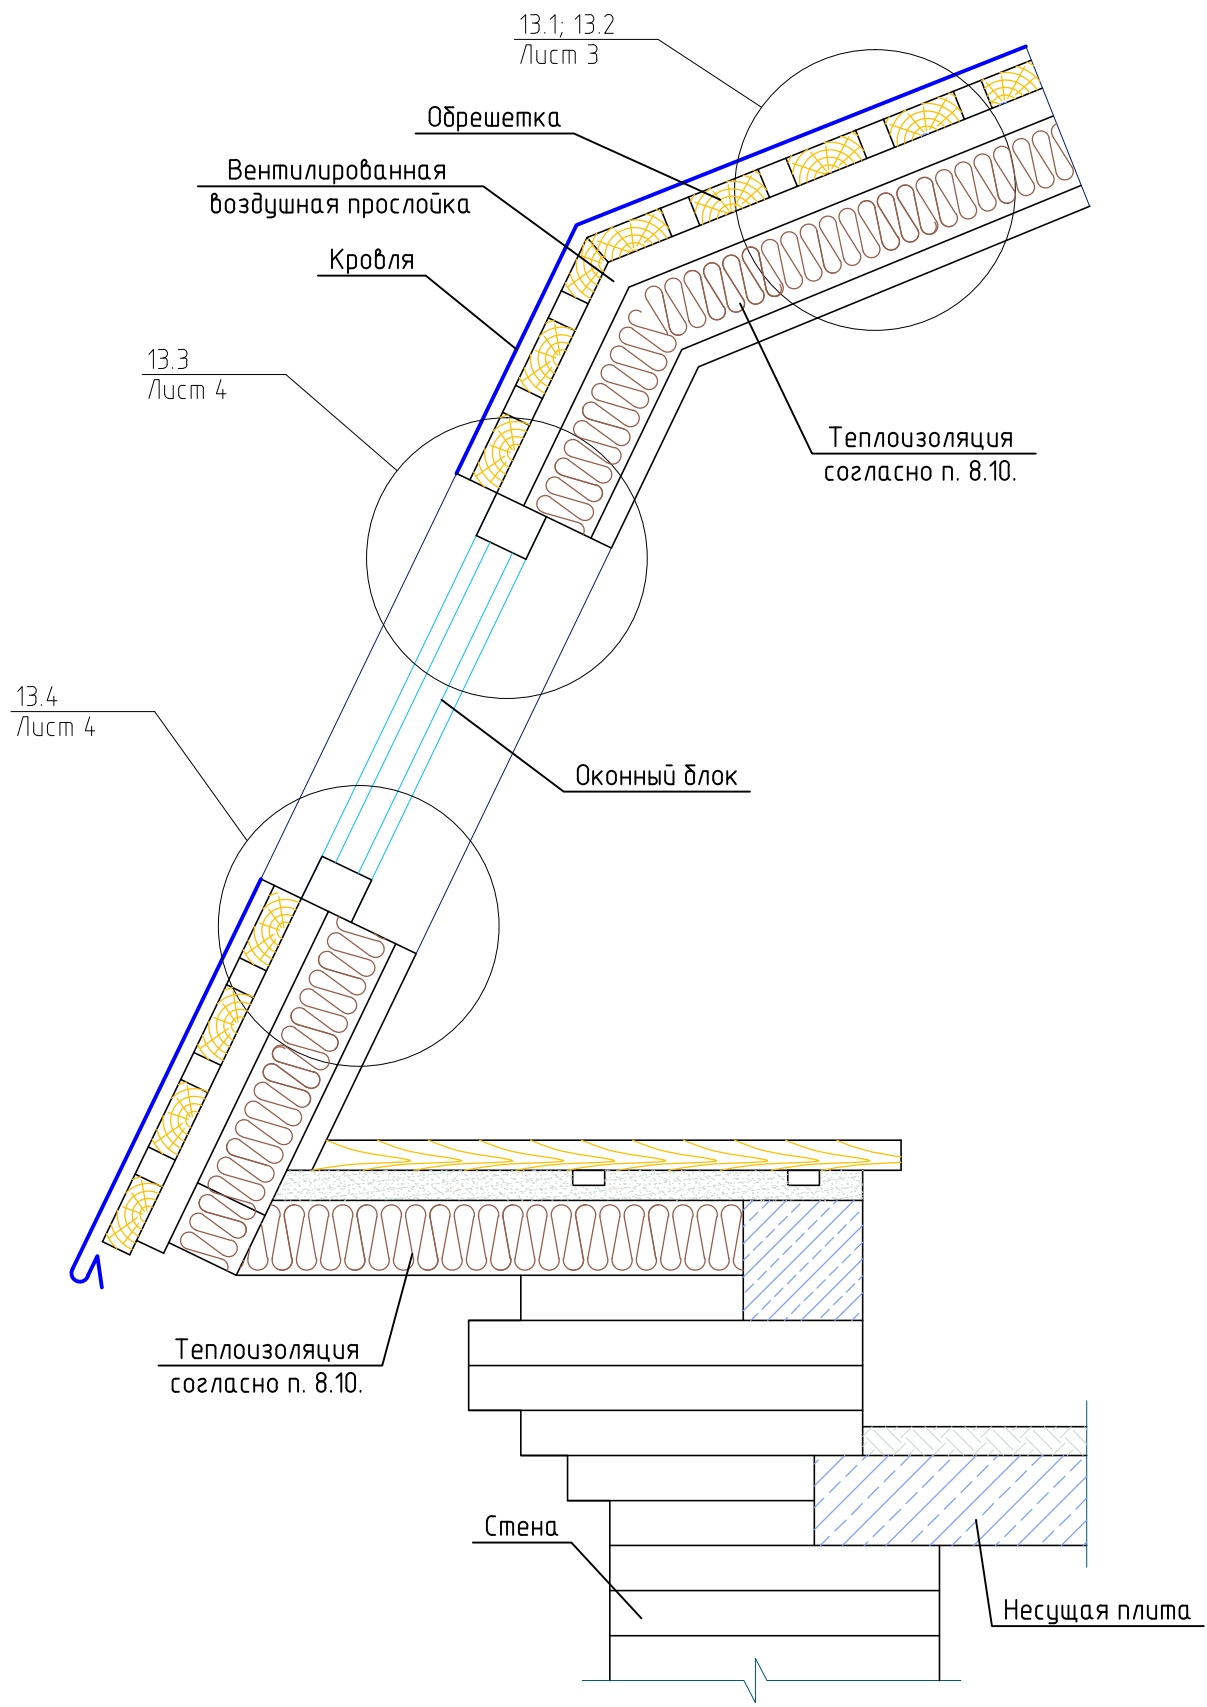 13.1; 13.2
Лист 3
Обрешетка
Вентилированная
воздушная прослойка
Кровля
13.3
Лист 4
Теплоизоляция
согласно п. 8.10.
13.4
Лист 4
Оконный блок
Теплоизоляция
согласно п. 8.10.
Стена
Несущая плита